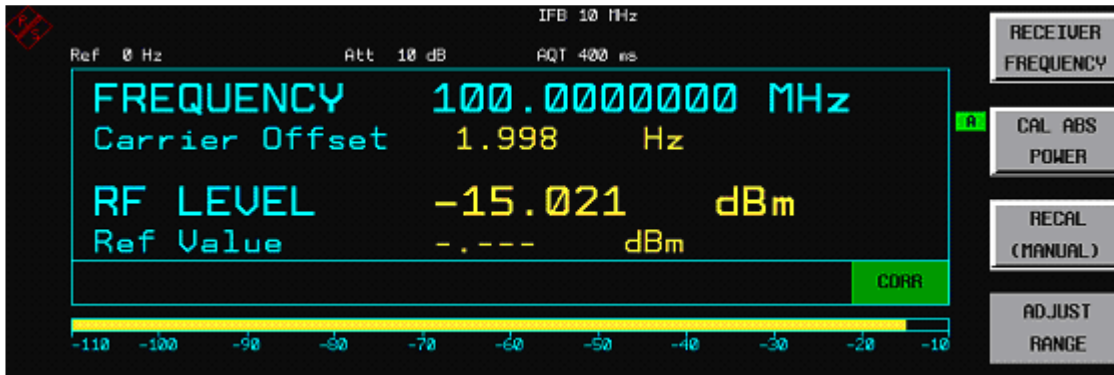 R/S
IFB 10 MHz
Ref 0 Hz Att 10 dB AQT 400 ms
FREQUENCY 100.0000000 MHz
Carrier Offset 1.998 Hz
RF LEVEL -15.021 dBm
Ref Value -.--- dBm
CORR
-110 -100 -90 -80 -70 -60 -50 -40 -30 -20 -10
A
RECEIVER
FREQUENCY
CAL ABS
POWER
RECAL
(MANUAL)
ADJUST
RANGE